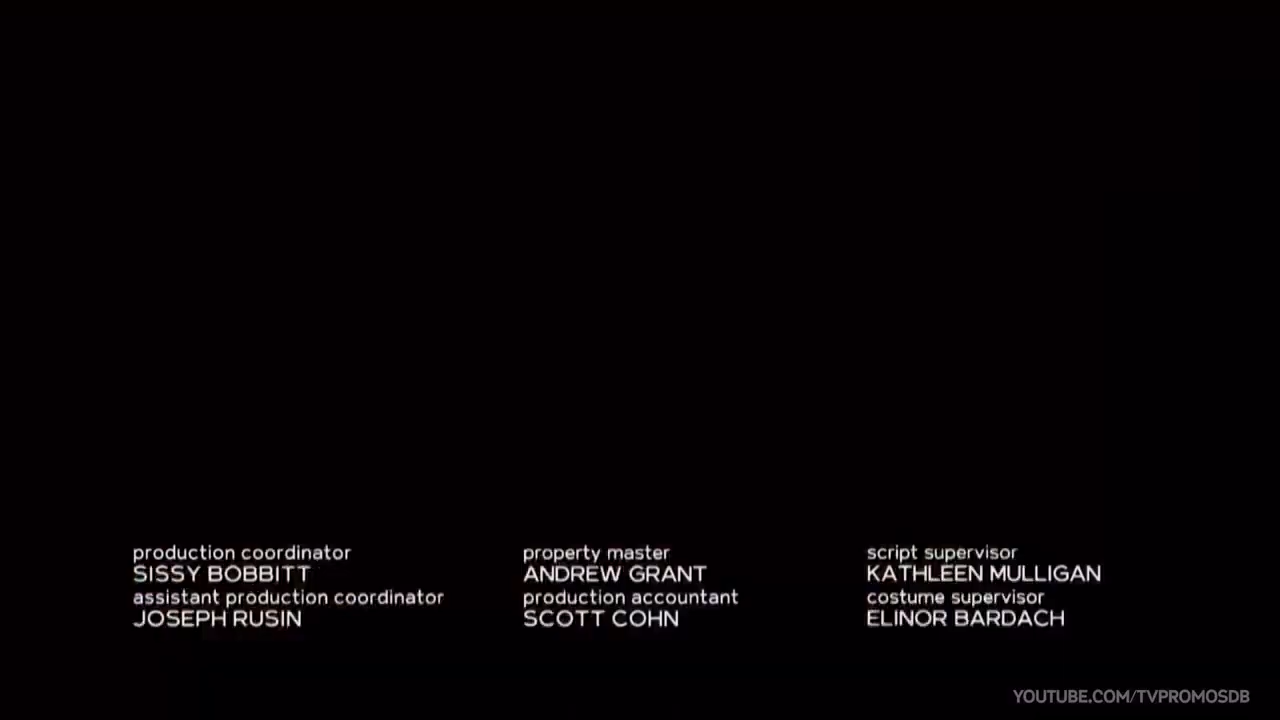 production coordinator
SISSY BOBBITT
assistant production coordinator
JOSEPH RUSIN
property master
ANDREW GRANT
production accountant
SCOTT COHN
script supervisor
KATHLEEN MULLIGAN
costume supervisor
ELINOR BARDACH
YOUTUBE.COM/TVPROMOSDB